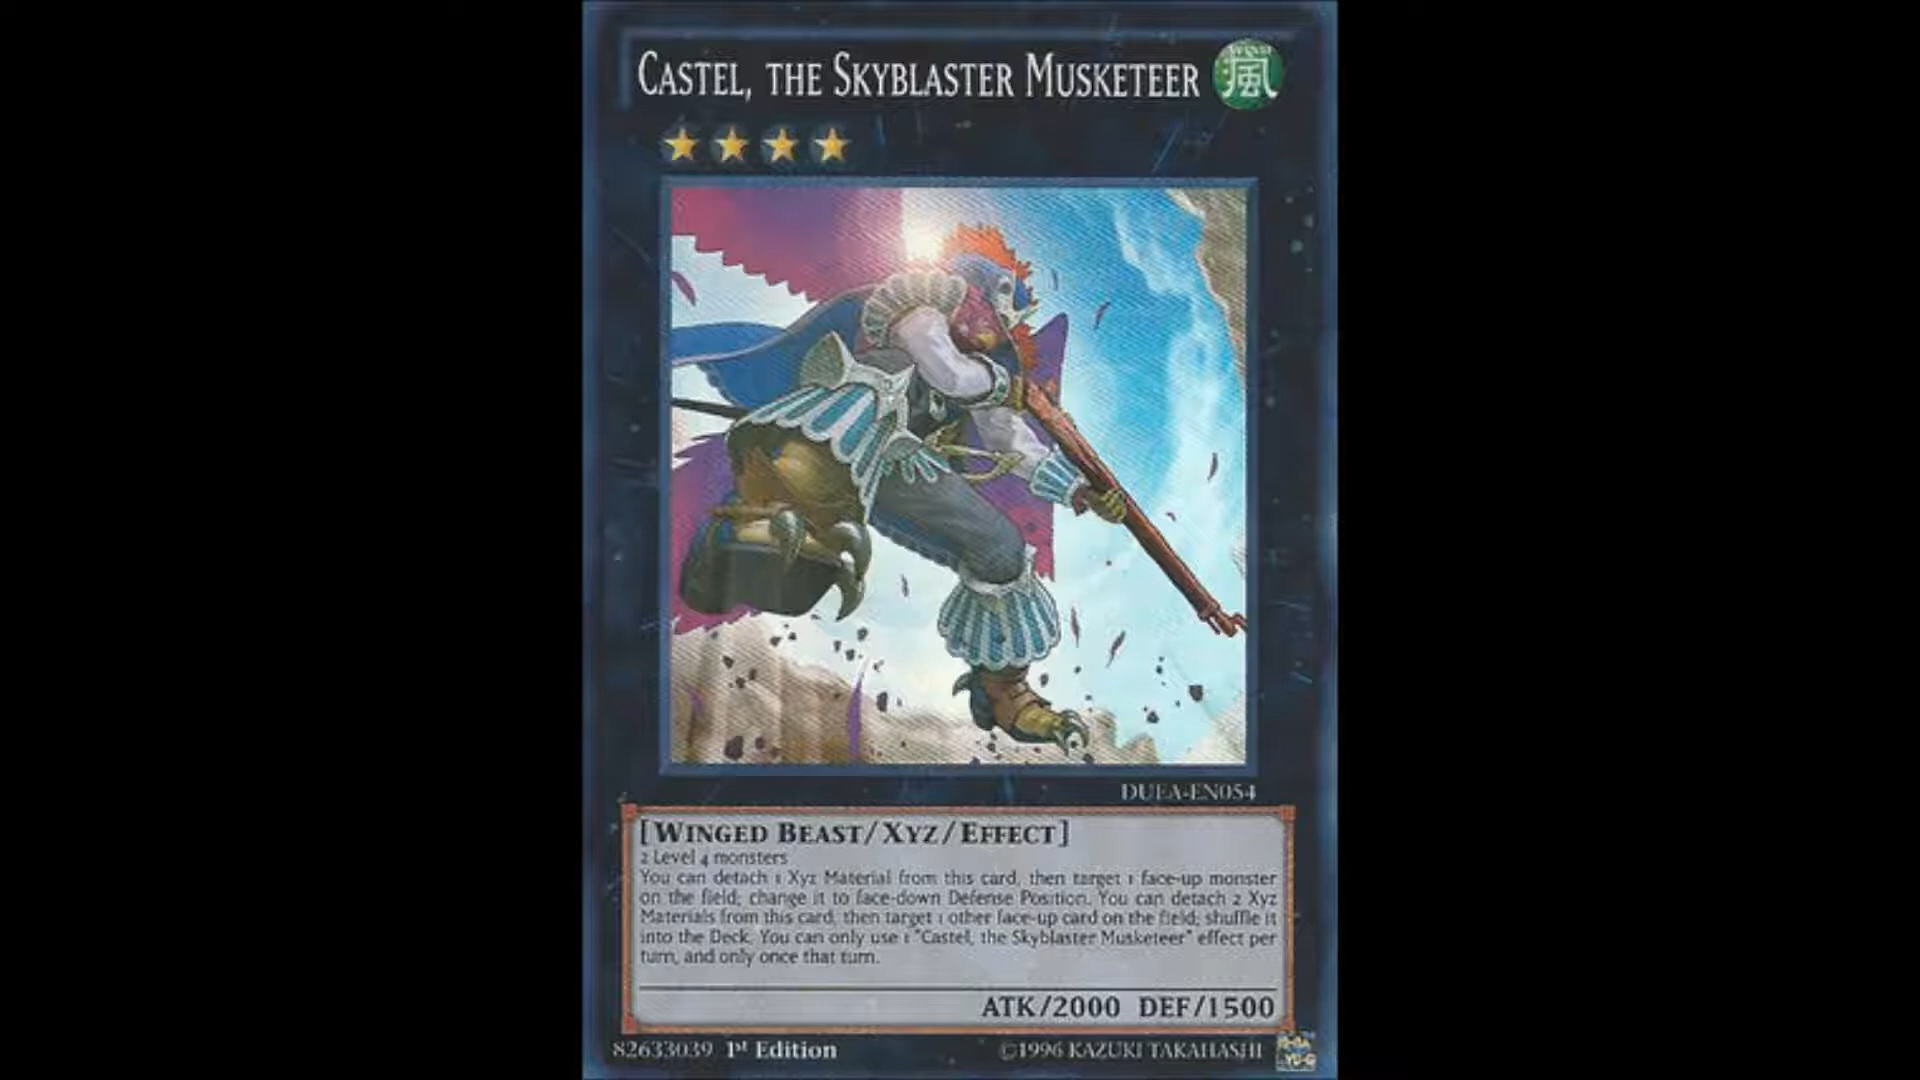 CASTEL, THE SKYBLASTER MUSKETEER
WIND
風
DUEA-EN054
[WINGED BEAST/XYZ/EFFECT]
2 Level 4 monsters
You can detach 1 Xyz Material from this card, then target 1 face-up monster
on the field; change it to face-down Defense Position. You can detach 2 Xyz
Materials from this card, then target 1 other face-up card on the field; shuffle it
into the Deck. You can only use 1 "Castel, the Skyblaster Musketeer" effect per
turn, and only once that turn.
ATK/2000 DEF/1500
82633039 1st Edition ©1996 KAZUKI TAKAHASHI